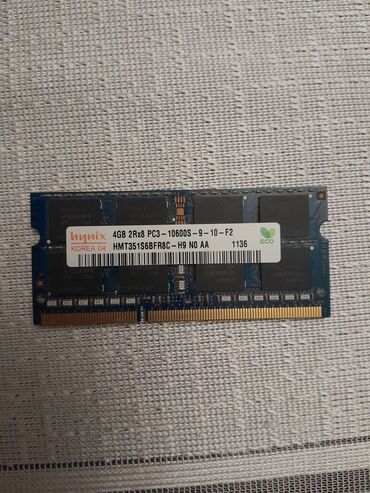 hynix
KOREA 04
4GB 2Rx8 PC3-10600S-9-10-F2
HMT351S6BFR8C-H9 N0 AA 1136
ECO